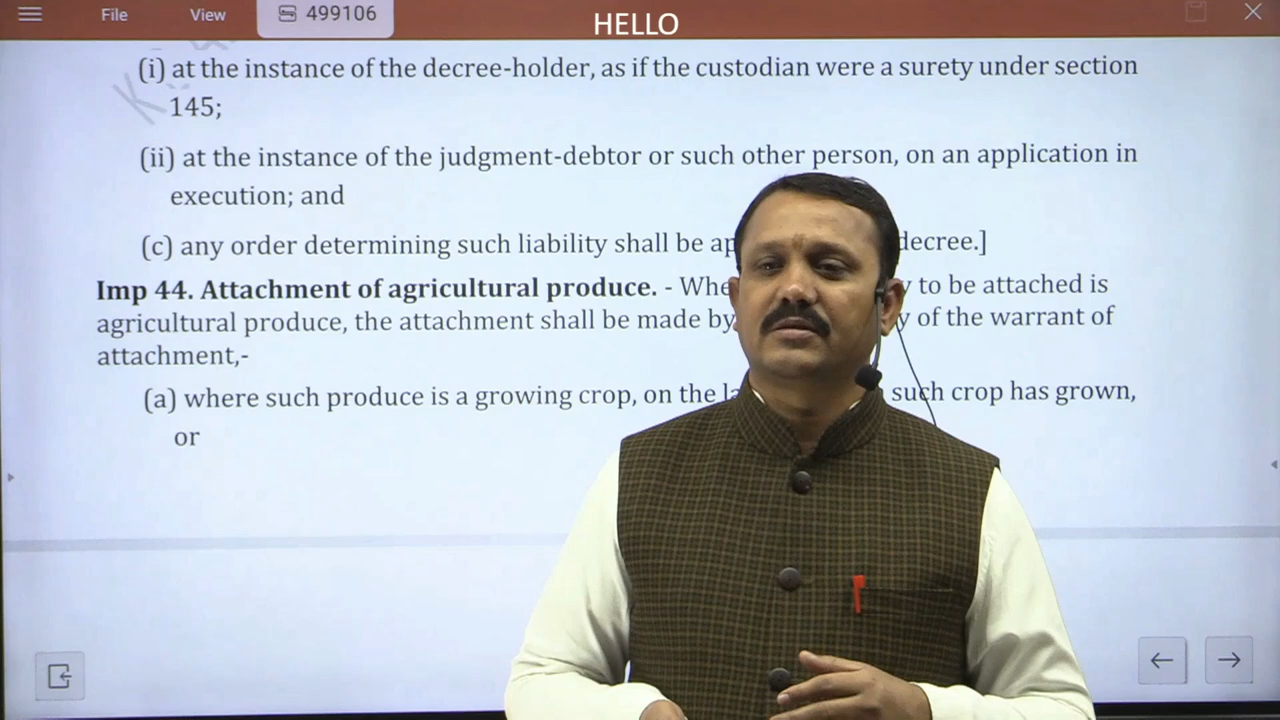 File View 499106
HELLO
(i) at the instance of the decree-holder, as if the custodian were a surety under section
145;
(ii) at the instance of the judgment-debtor or such other person, on an application in
execution; and
(c) any order determining such liability shall be ap decree.]
Imp 44. Attachment of agricultural produce. - Whe y to be attached is
agricultural produce, the attachment shall be made by y of the warrant of
attachment,-
(a) where such produce is a growing crop, on the la such crop has grown,
or